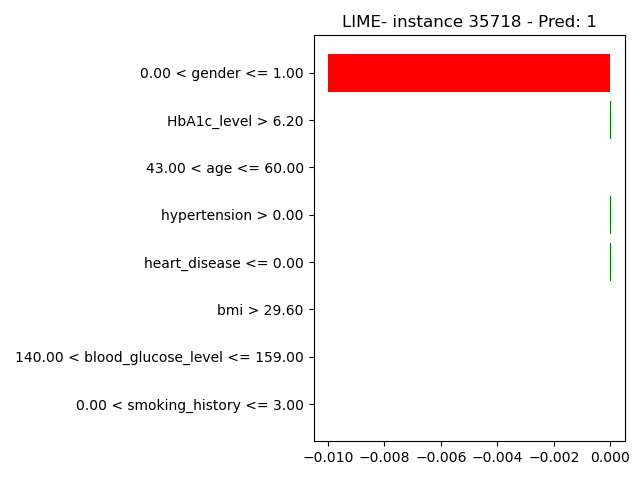 LIME- instance 35718 - Pred: 1
0.00 < gender <= 1.00
HbA1c_level > 6.20
43.00 < age <= 60.00
hypertension > 0.00
heart_disease <= 0.00
bmi > 29.60
140.00 < blood_glucose_level <= 159.00
0.00 < smoking_history <= 3.00
−0.010 −0.008 −0.006 −0.004 −0.002 0.000